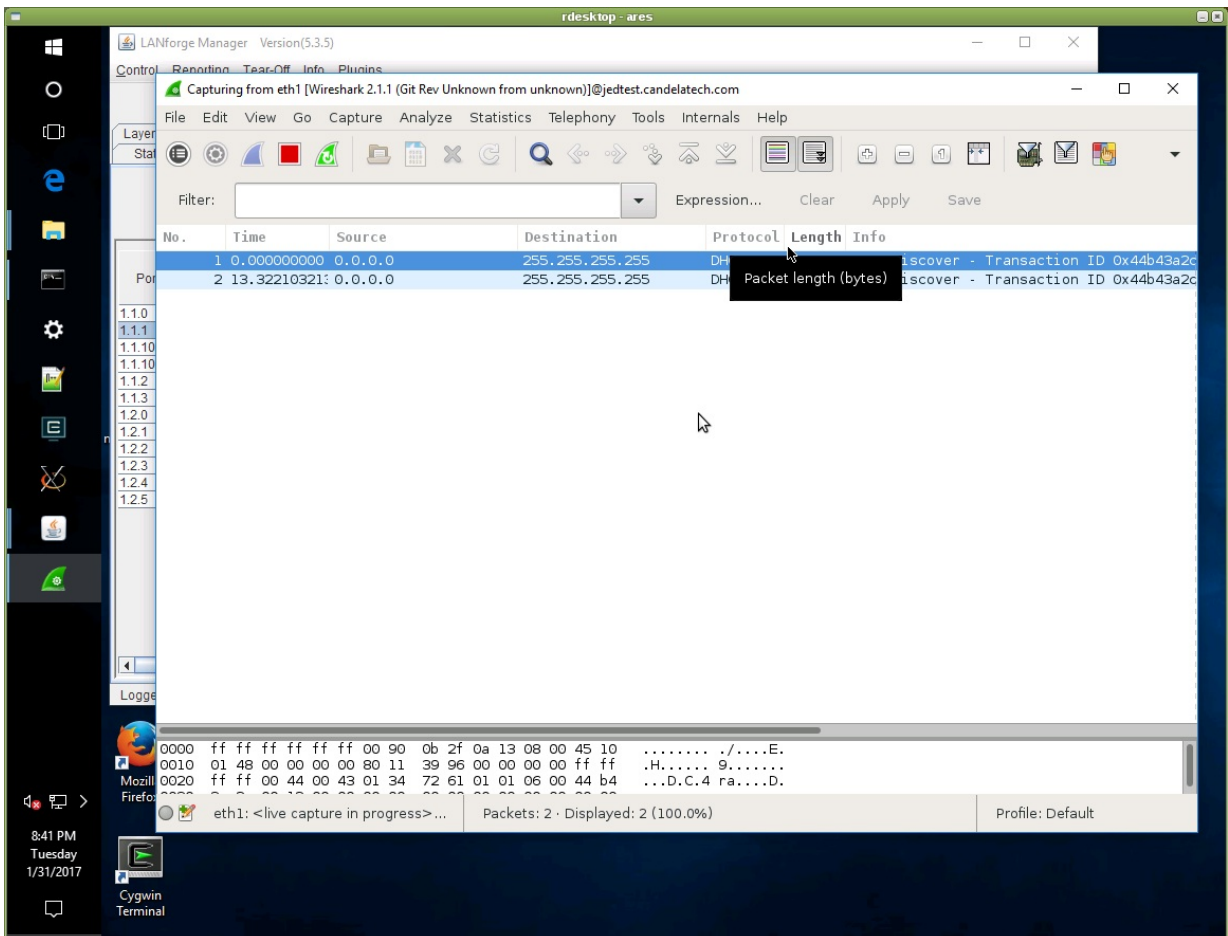 rdesktop - ares
LANforge Manager Version(5.3.5)
Control Reporting Tear-Off Info Plugins
Capturing from eth1 [Wireshark 2.1.1 (Git Rev Unknown from unknown)]@jedtest.candelatech.com
File Edit View Go Capture Analyze Statistics Telephony Tools Internals Help
Layer
Stat
Filter: Expression... Clear Apply Save
No. Time Source Destination Protocol Length Info
1 0.000000000 0.0.0.0 255.255.255.255 DH iscover - Transaction ID 0x44b43a2c
2 13.322103213 0.0.0.0 255.255.255.255 DH iscover - Transaction ID 0x44b43a2c
Packet length (bytes)
Por
1.1.0
1.1.1
1.1.10
1.1.10
1.1.2
1.1.3
1.2.0
1.2.1
1.2.2
1.2.3
1.2.4
1.2.5
Logge
0000 ff ff ff ff ff ff 00 90 0b 2f 0a 13 08 00 45 10 ........ ./....E.
0010 01 48 00 00 00 00 80 11 39 96 00 00 00 00 ff ff .H...... 9.......
0020 ff ff 00 44 00 43 01 34 72 61 01 01 06 00 44 b4 ...D.C.4 ra....D.
eth1: <live capture in progress>... Packets: 2 · Displayed: 2 (100.0%) Profile: Default
Mozill
Firefo
8:41 PM
Tuesday
1/31/2017
Cygwin
Terminal